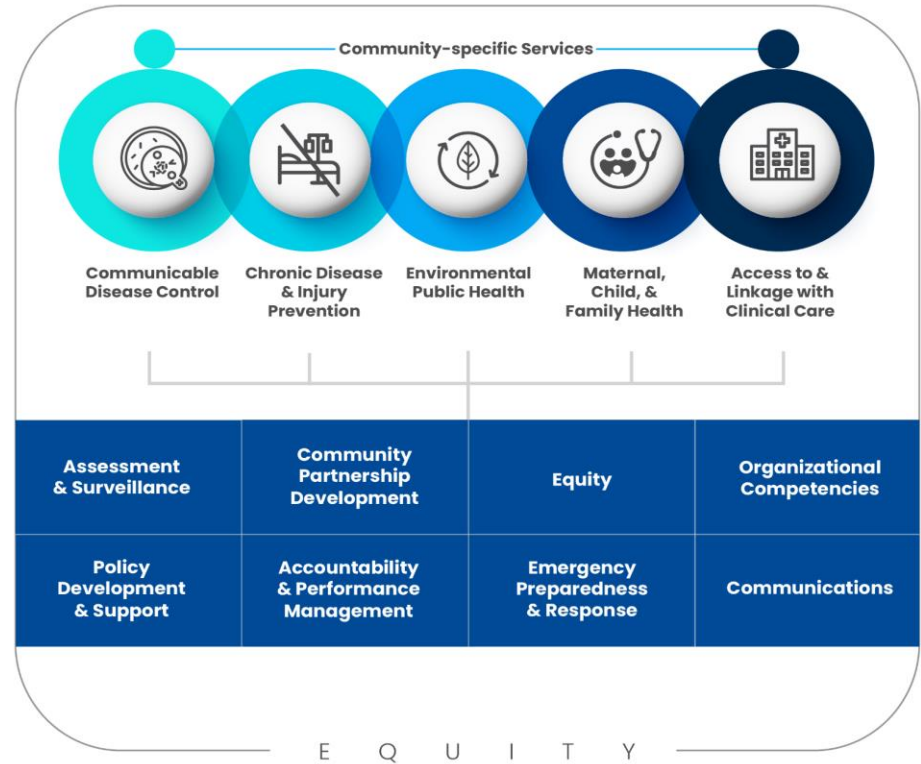 Community-specific Services
Communicable
Disease Control
Chronic Disease
& Injury
Prevention
Environmental
Public Health
Maternal,
Child, &
Family Health
Access to &
Linkage with
Clinical Care
Assessment
& Surveillance
Community
Partnership
Development
Equity
Organizational
Competencies
Policy
Development
& Support
Accountability
& Performance
Management
Emergency
Preparedness
& Response
Communications
EQUITY